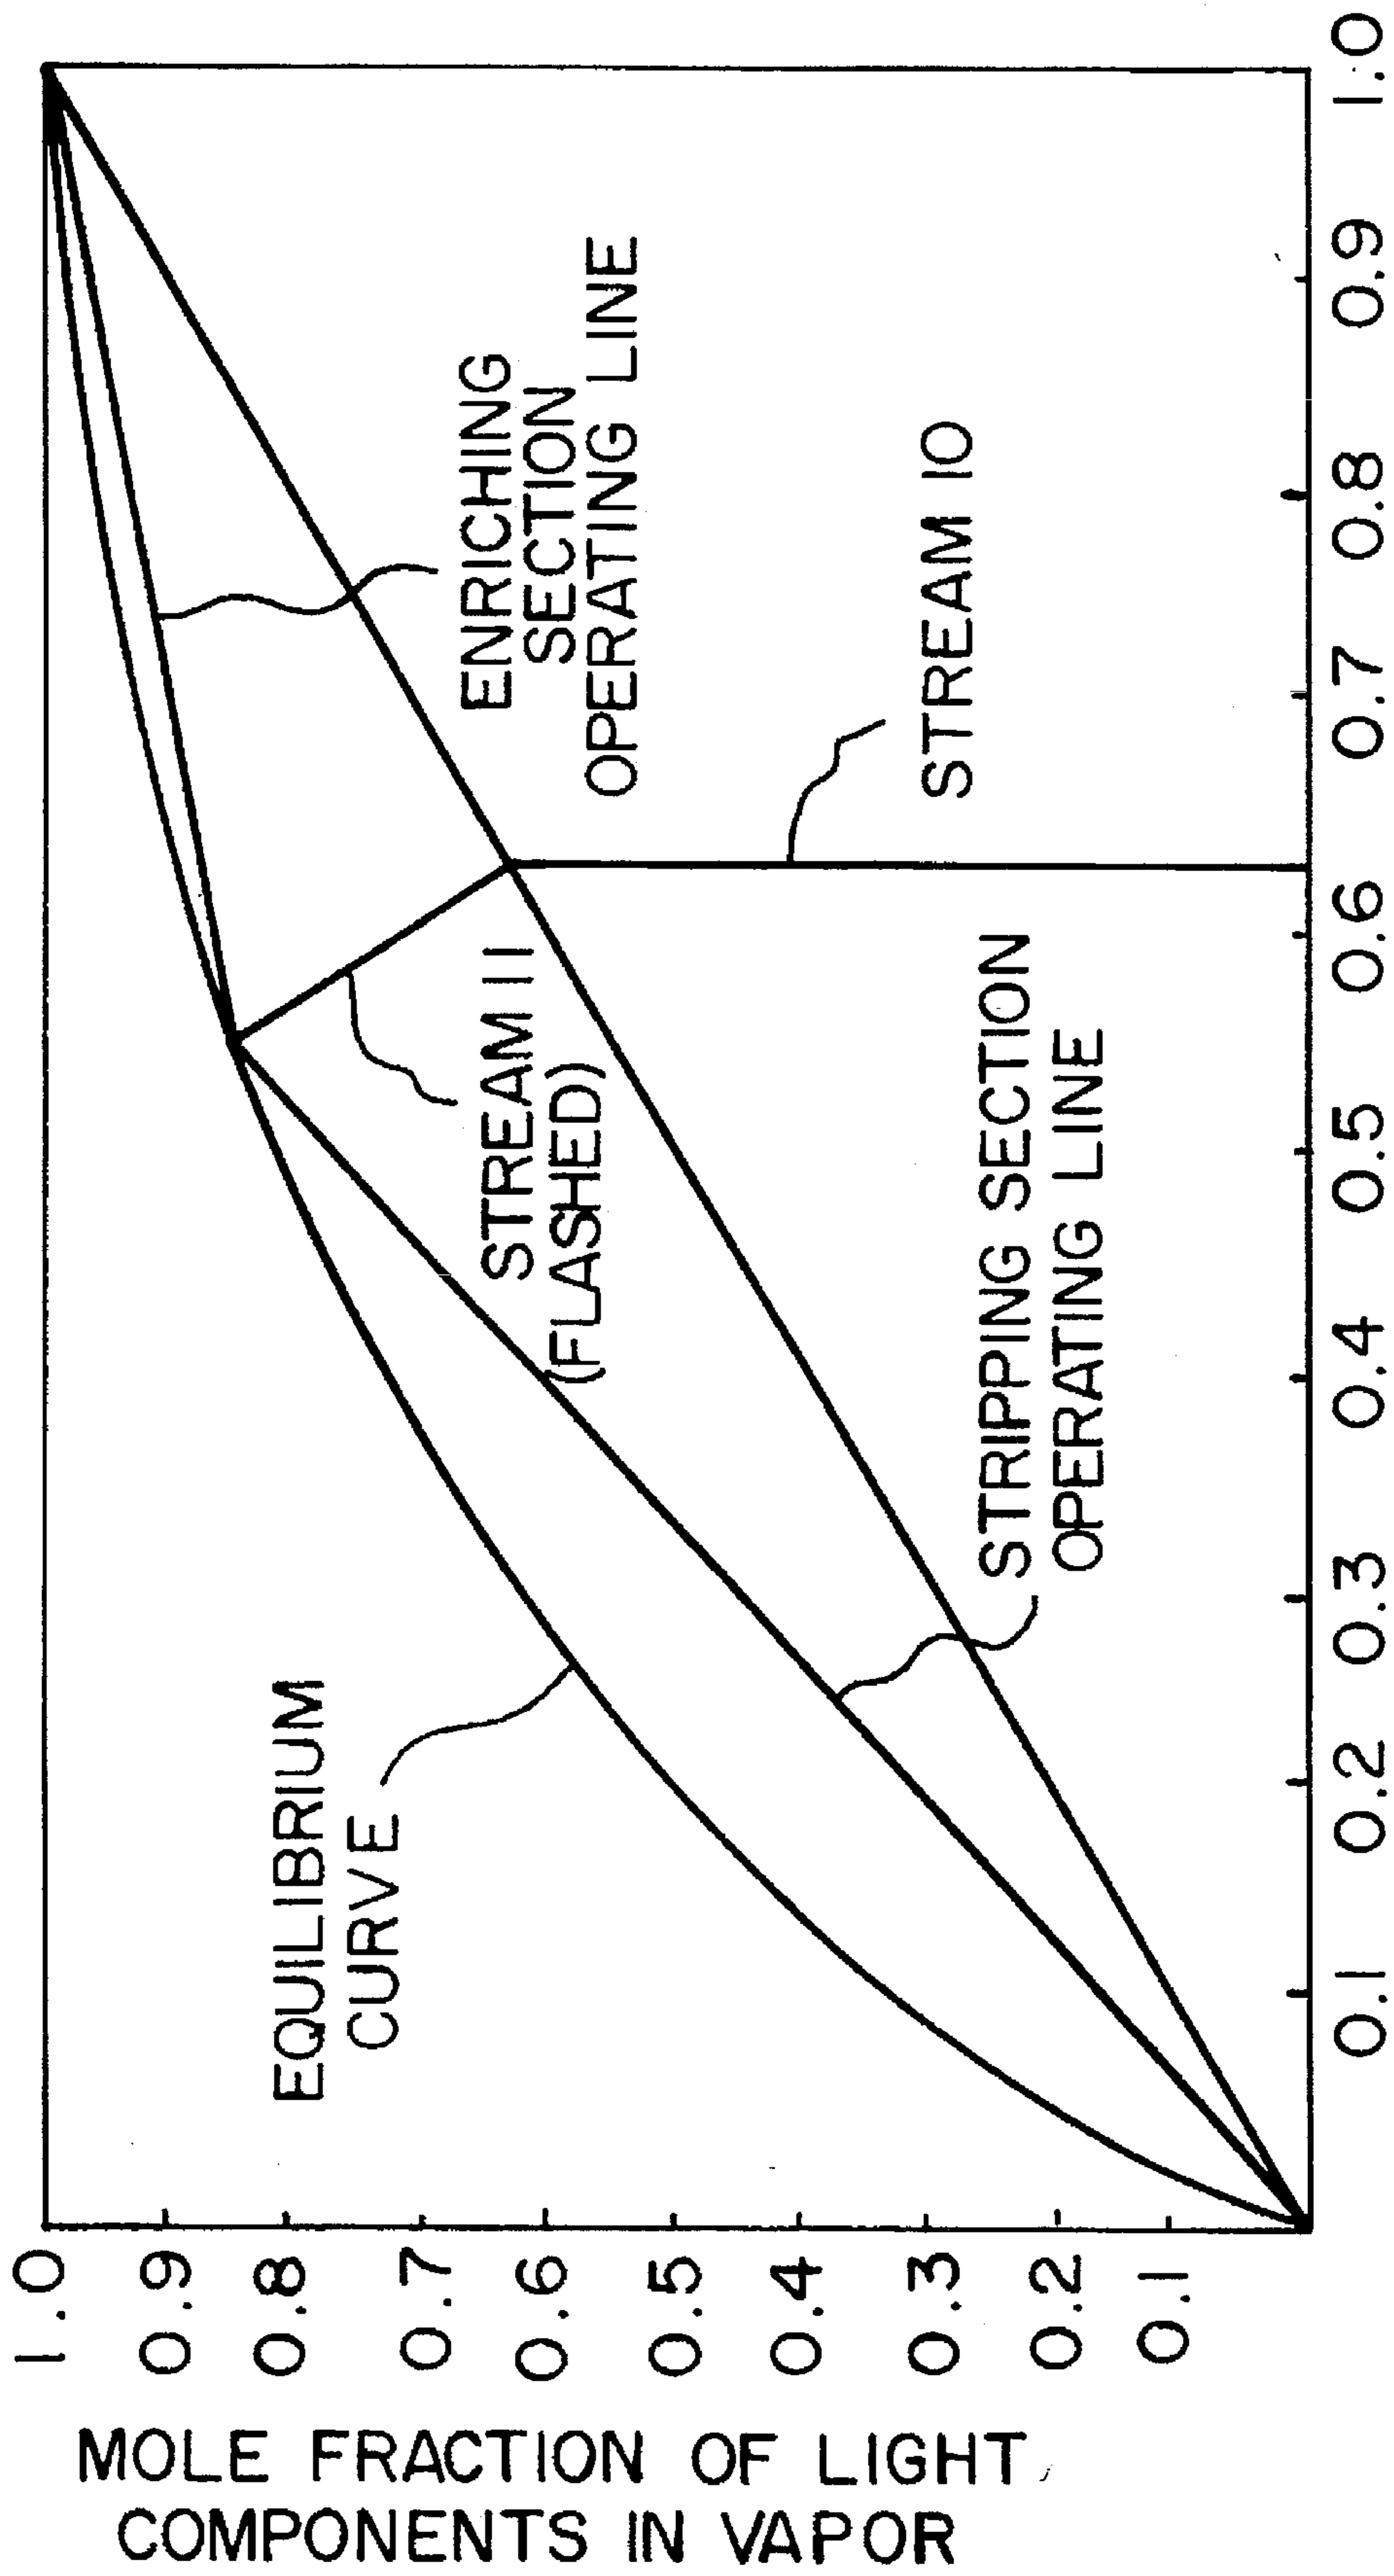 MOLE FRACTION OF LIGHT
COMPONENTS IN VAPOR
1.0
0.9
0.8
0.7
0.6
0.5
0.4
0.3
0.2
0.1
EQUILIBRIUM
CURVE
STREAM 11
(FLASHED)
ENRICHING
SECTION
OPERATING LINE
STREAM 10
STRIPPING SECTION
OPERATING LINE
0.1
0.2
0.3
0.4
0.5
0.6
0.7
0.8
0.9
1.0